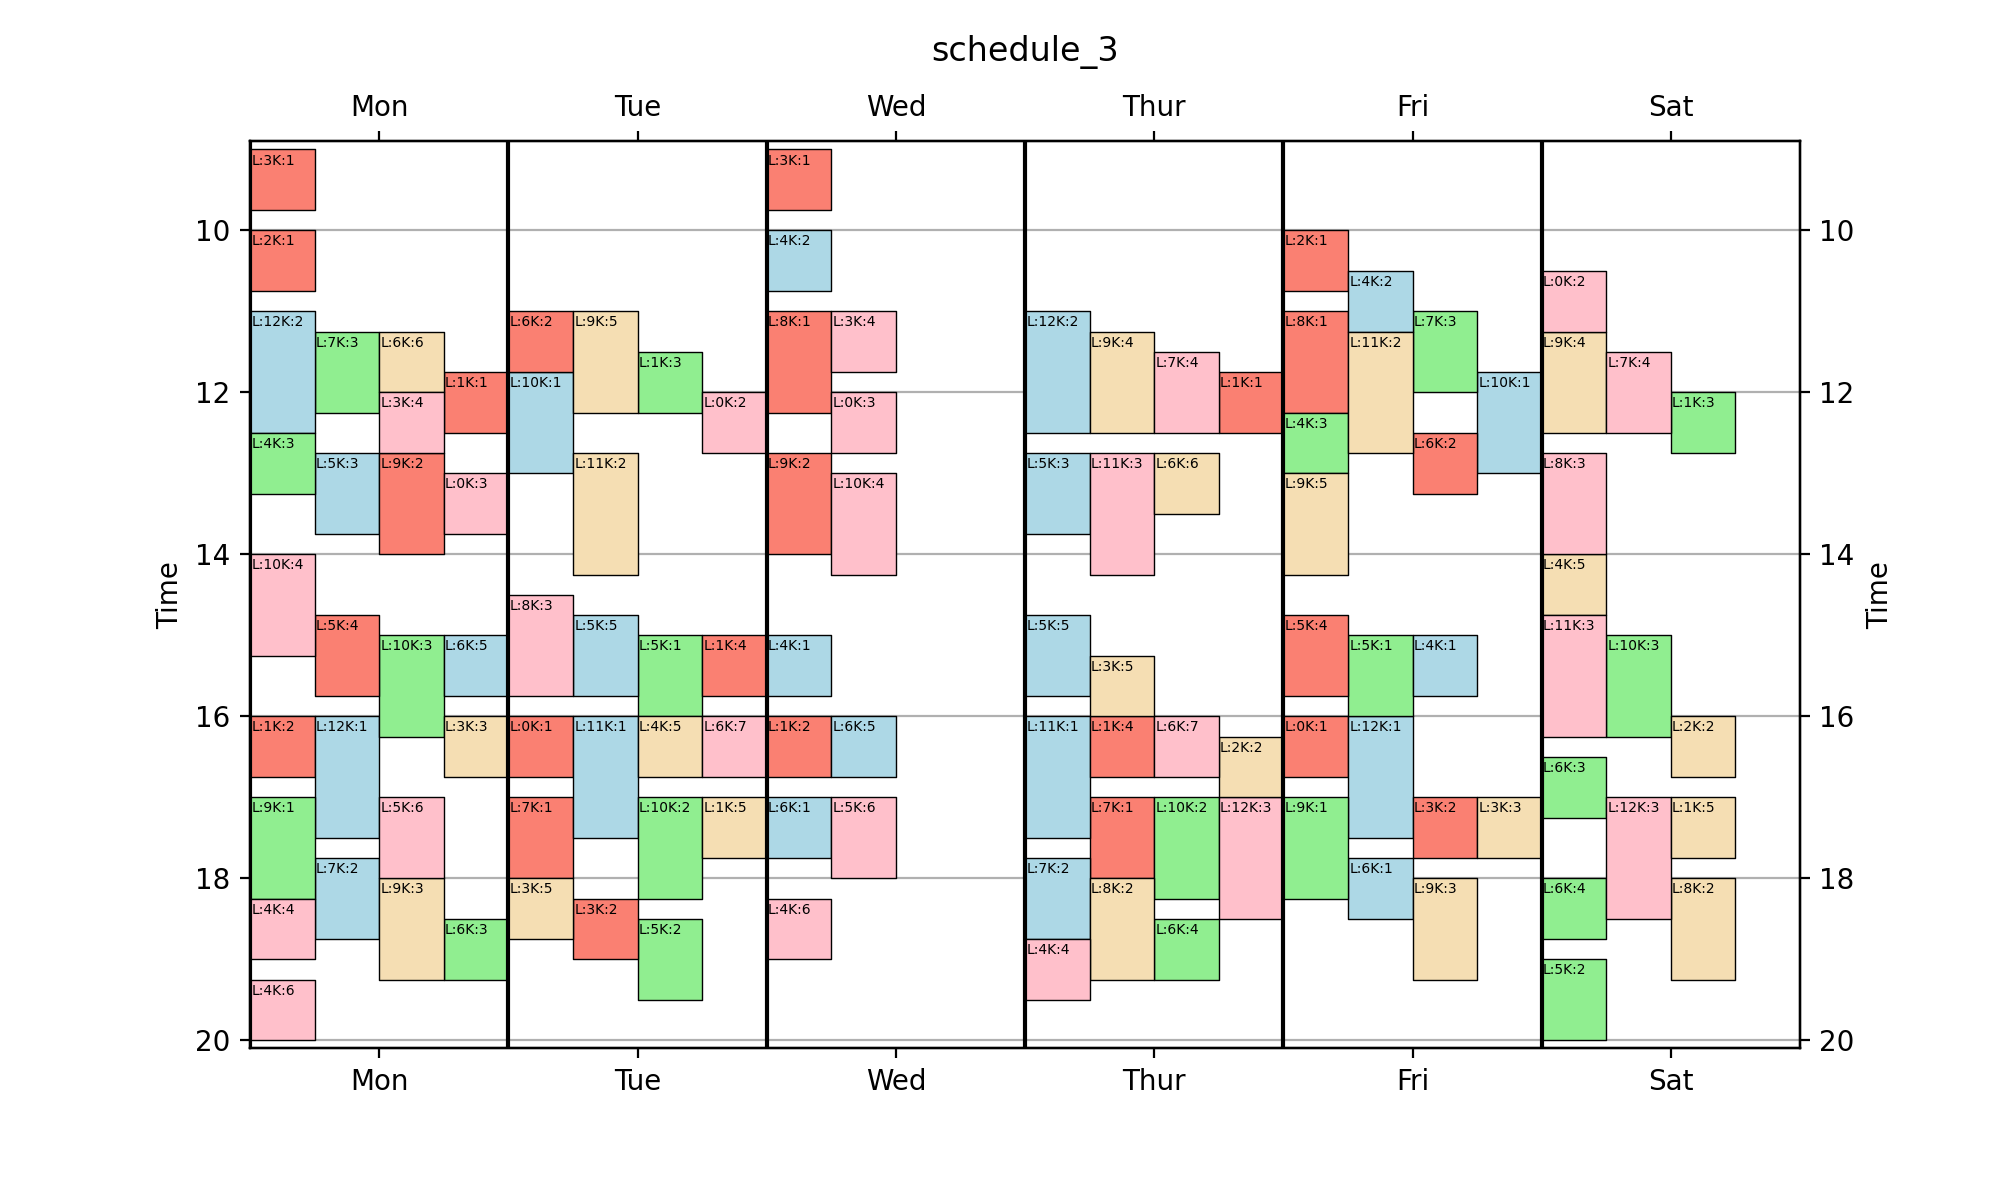 schedule_3
Mon Tue Wed Thur Fri Sat
L:3K:1 L:3K:1
10 L:2K:1 L:4K:2 L:2K:1 10
L:4K:2 L:0K:2
L:12K:2 L:6K:2 L:9K:5 L:8K:1 L:3K:4 L:12K:2 L:8K:1 L:7K:3
L:7K:3 L:6K:6 L:9K:4 L:11K:2 L:9K:4
L:1K:3 L:7K:4 L:7K:4
L:1K:1 L:10K:1 L:1K:1 L:10K:1
12 L:3K:4 L:0K:2 L:0K:3 L:1K:3 12
L:4K:3
L:4K:3 L:6K:2
L:5K:3 L:9K:2 L:11K:2 L:9K:2 L:5K:3 L:11K:3 L:6K:6 L:8K:3
L:0K:3 L:10K:4 L:9K:5
14 L:10K:4 L:4K:5 14
Time Time
L:8K:3
L:5K:4 L:5K:5 L:5K:5 L:5K:4 L:11K:3
L:10K:3 L:6K:5 L:5K:1 L:1K:4 L:4K:1 L:5K:1 L:4K:1 L:10K:3
L:3K:5
16 L:1K:2 L:12K:1 L:3K:3 L:0K:1 L:11K:1 L:4K:5 L:6K:7 L:1K:2 L:6K:5 L:11K:1 L:1K:4 L:6K:7 L:0K:1 L:12K:1 L:2K:2 16
L:2K:2
L:6K:3
L:9K:1 L:5K:6 L:7K:1 L:10K:2 L:1K:5 L:6K:1 L:5K:6 L:7K:1 L:10K:2 L:12K:3 L:9K:1 L:3K:2 L:3K:3 L:12K:3 L:1K:5
L:7K:2 L:7K:2 L:6K:1
18 L:9K:3 L:3K:5 L:8K:2 L:9K:3 L:6K:4 L:8K:2 18
L:4K:4 L:3K:2 L:4K:6
L:6K:3 L:5K:2 L:6K:4
L:4K:4
L:5K:2
L:4K:6
20 20
Mon Tue Wed Thur Fri Sat